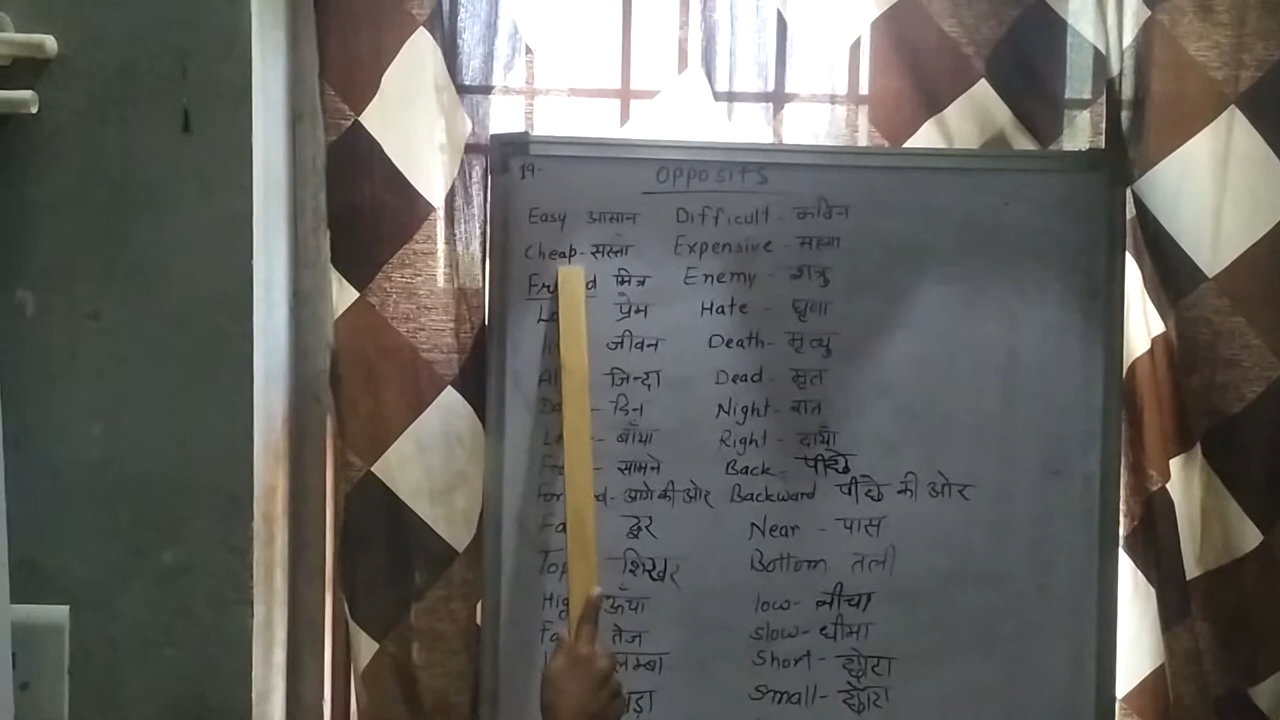 19-
OPPOSITS
Easy आसान Difficult - कठिन
Cheap - सस्ता Expensive - महगा
मित्र Enemy - शत्रु
प्रेम Hate - घृणा
जीवन Death - मृत्यु
जिन्दा Dead - मृत
- दिन Night - रात
- बाँया Right - दायाँ
- सामने Back - पीछे
- आगे की ओर Backward पीछे की ओर
दूर Near - पास
Top शिखर Bottom तली
ऊँचा low - नीचा
तेज slow - धीमा
लम्बा Short - छोटा
small - छोटा